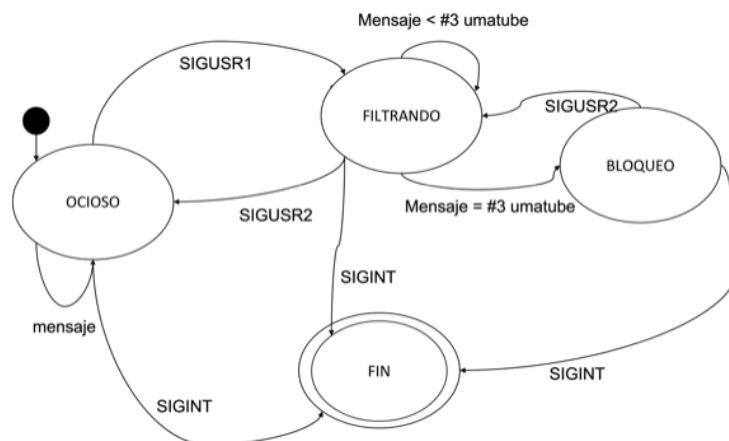 Mensaje < #3 umatube
SIGUSR1
SIGUSR2
FILTRANDO
BLOQUEO
OCIOSO
Mensaje = #3 umatube
SIGUSR2
SIGINT
mensaje
FIN
SIGINT
SIGINT